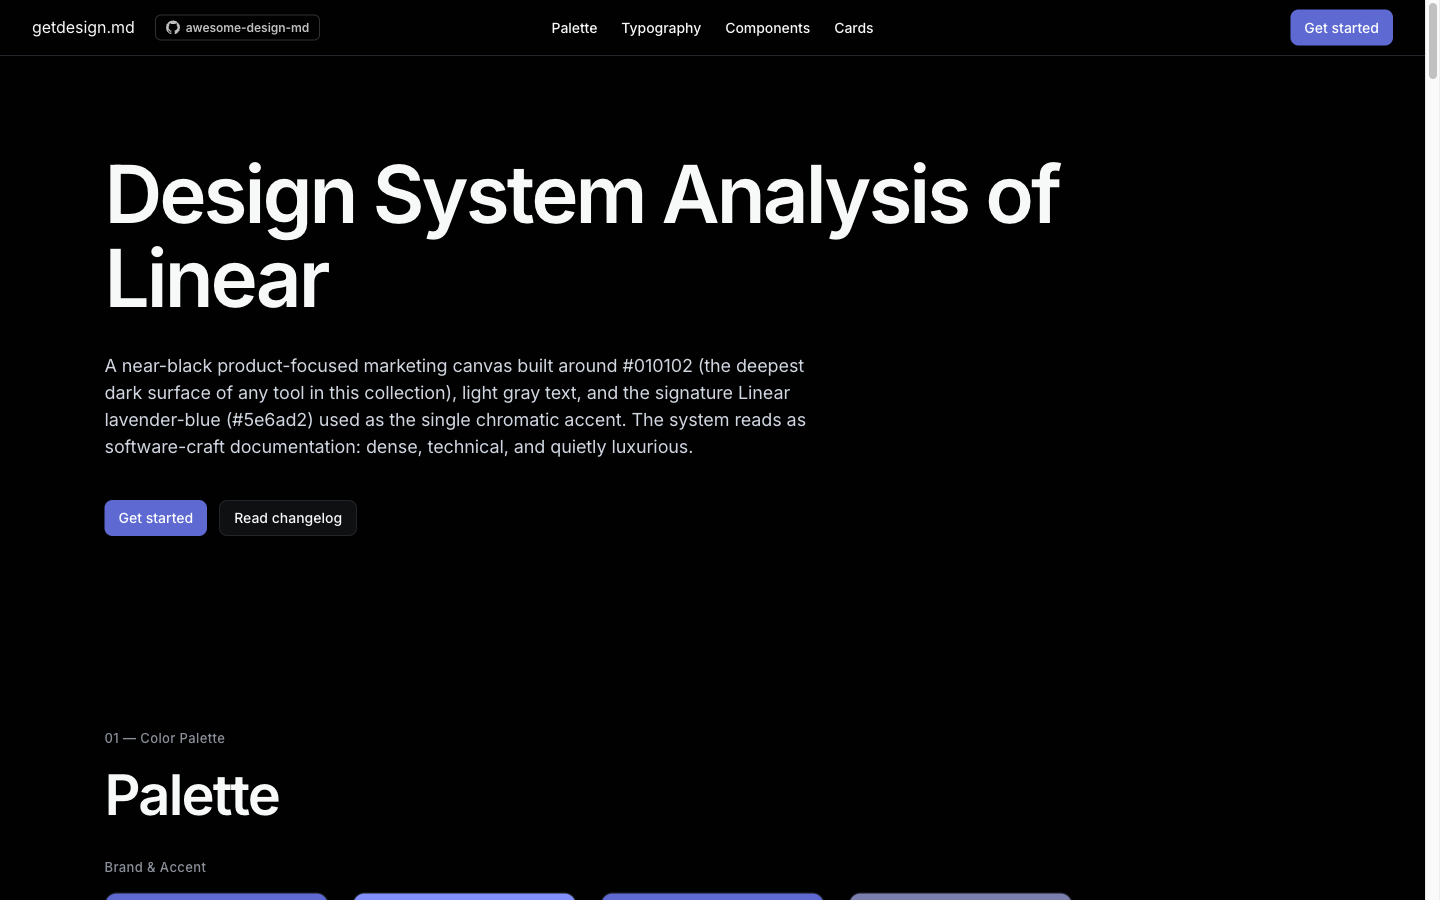 getdesign.md
awesome-design-md
Palette
Typography
Components
Cards
Get started
Design System Analysis of
Linear
A near-black product-focused marketing canvas built around #010102 (the deepest
dark surface of any tool in this collection), light gray text, and the signature Linear
lavender-blue (#5e6ad2) used as the single chromatic accent. The system reads as
software-craft documentation: dense, technical, and quietly luxurious.
Get started
Read changelog
01 — Color Palette
Palette
Brand & Accent